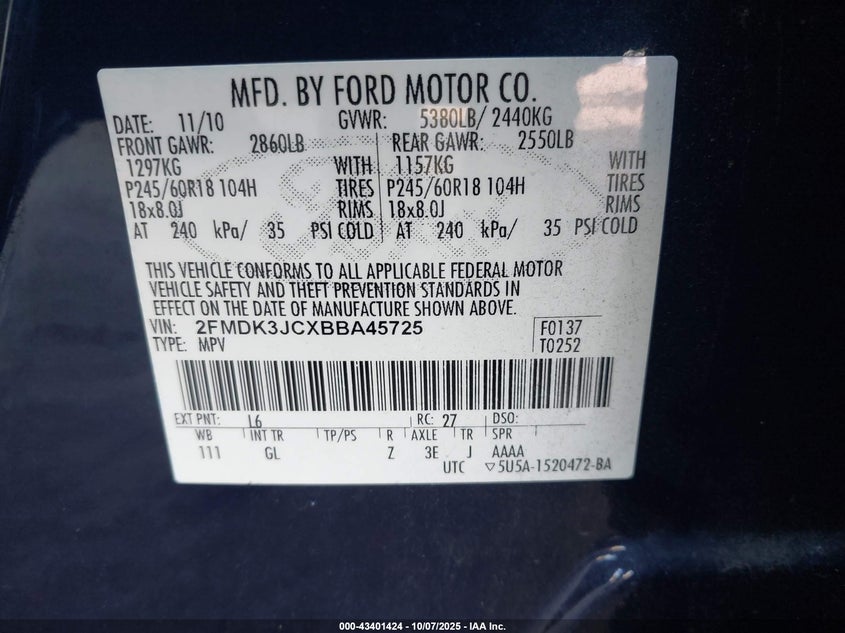 MFD. BY FORD MOTOR CO.
DATE: 11/10 GVWR: 5380LB/ 2440KG
FRONT GAWR: 2860LB REAR GAWR: 2550LB
1297KG WITH 1157KG WITH
P245/60R18 104H TIRES P245/60R18 104H TIRES
18x8.0J RIMS 18x8.0J RIMS
AT 240 kPa/ 35 PSI COLD AT 240 kPa/ 35 PSI COLD
THIS VEHICLE CONFORMS TO ALL APPLICABLE FEDERAL MOTOR
VEHICLE SAFETY AND THEFT PREVENTION STANDARDS IN
EFFECT ON THE DATE OF MANUFACTURE SHOWN ABOVE.
VIN: 2FMDK3JCXBBA45725 F0137
TYPE: MPV T0252
EXT PNT: L6 RC: 27 DSO:
WB INT TR TP/PS R AXLE TR SPR
111 GL Z 3E J AAAA
UTC ▽5U5A-1520472-BA
000-43401424 - 10/07/2025 - IAA Inc.